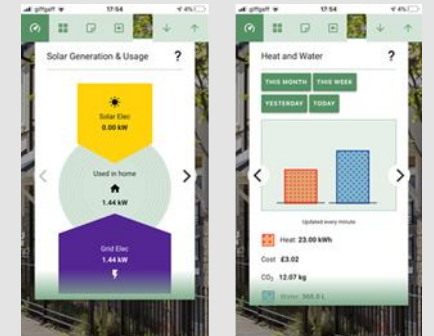 giffgaff
17:54
Solar Generation & Usage
?
Solar Elec
0.00 kW
Used in home
1.44 kW
Grid Elec
1.44 kW
giffgaff
17:54
Heat and Water
?
THIS MONTH THIS WEEK
YESTERDAY TODAY
Updated every minute
Heat 23.00 kWh
Cost £3.02
CO₂ 12.07 kg
Water